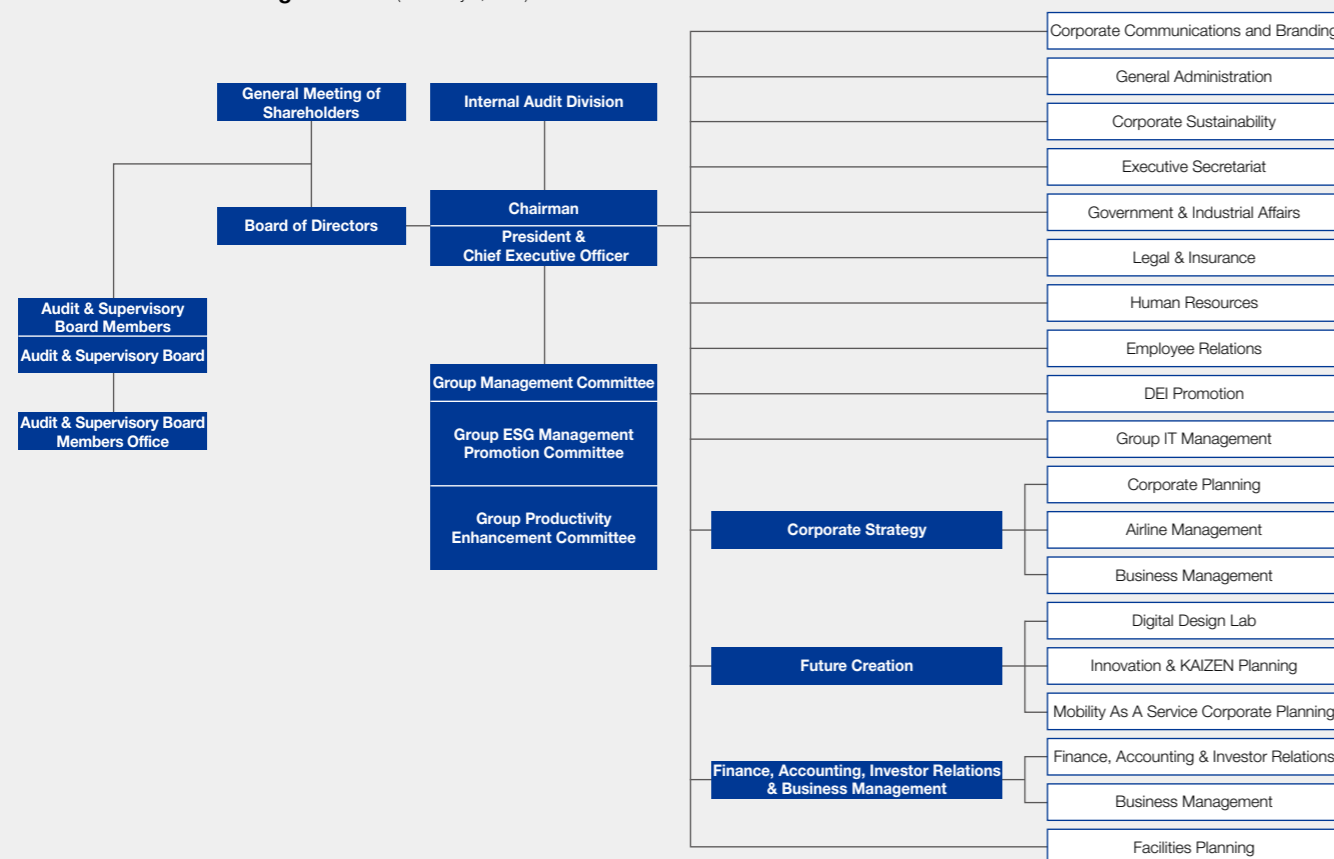 Corporate Communications and Branding
General Meeting of
Shareholders
Internal Audit Division
General Administration
Corporate Sustainability
Executive Secretariat
Board of Directors
Chairman
President &
Chief Executive Officer
Government & Industrial Affairs
Legal & Insurance
Audit & Supervisory
Board Members
Audit & Supervisory Board
Human Resources
Employee Relations
Group Management Committee
DEI Promotion
Audit & Supervisory Board
Members Office
Group ESG Management
Promotion Committee
Group IT Management
Group Productivity
Enhancement Committee
Corporate Planning
Corporate Strategy
Airline Management
Business Management
Digital Design Lab
Future Creation
Innovation & KAIZEN Planning
Mobility As A Service Corporate Planning
Finance, Accounting & Investor Relations
Finance, Accounting, Investor Relations
& Business Management
Business Management
Facilities Planning